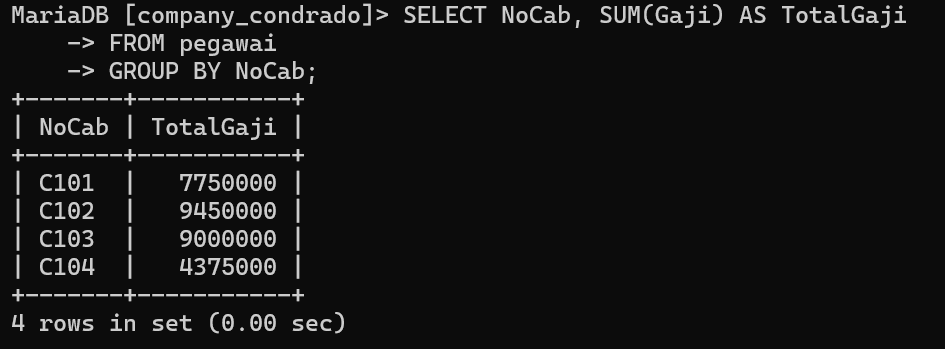 MariaDB [company_condrado]> SELECT NoCab, SUM(Gaji) AS TotalGaji
    -> FROM pegawai
    -> GROUP BY NoCab;
+-------+-----------+
| NoCab | TotalGaji |
+-------+-----------+
| C101  |   7750000 |
| C102  |   9450000 |
| C103  |   9000000 |
| C104  |   4375000 |
+-------+-----------+
4 rows in set (0.00 sec)